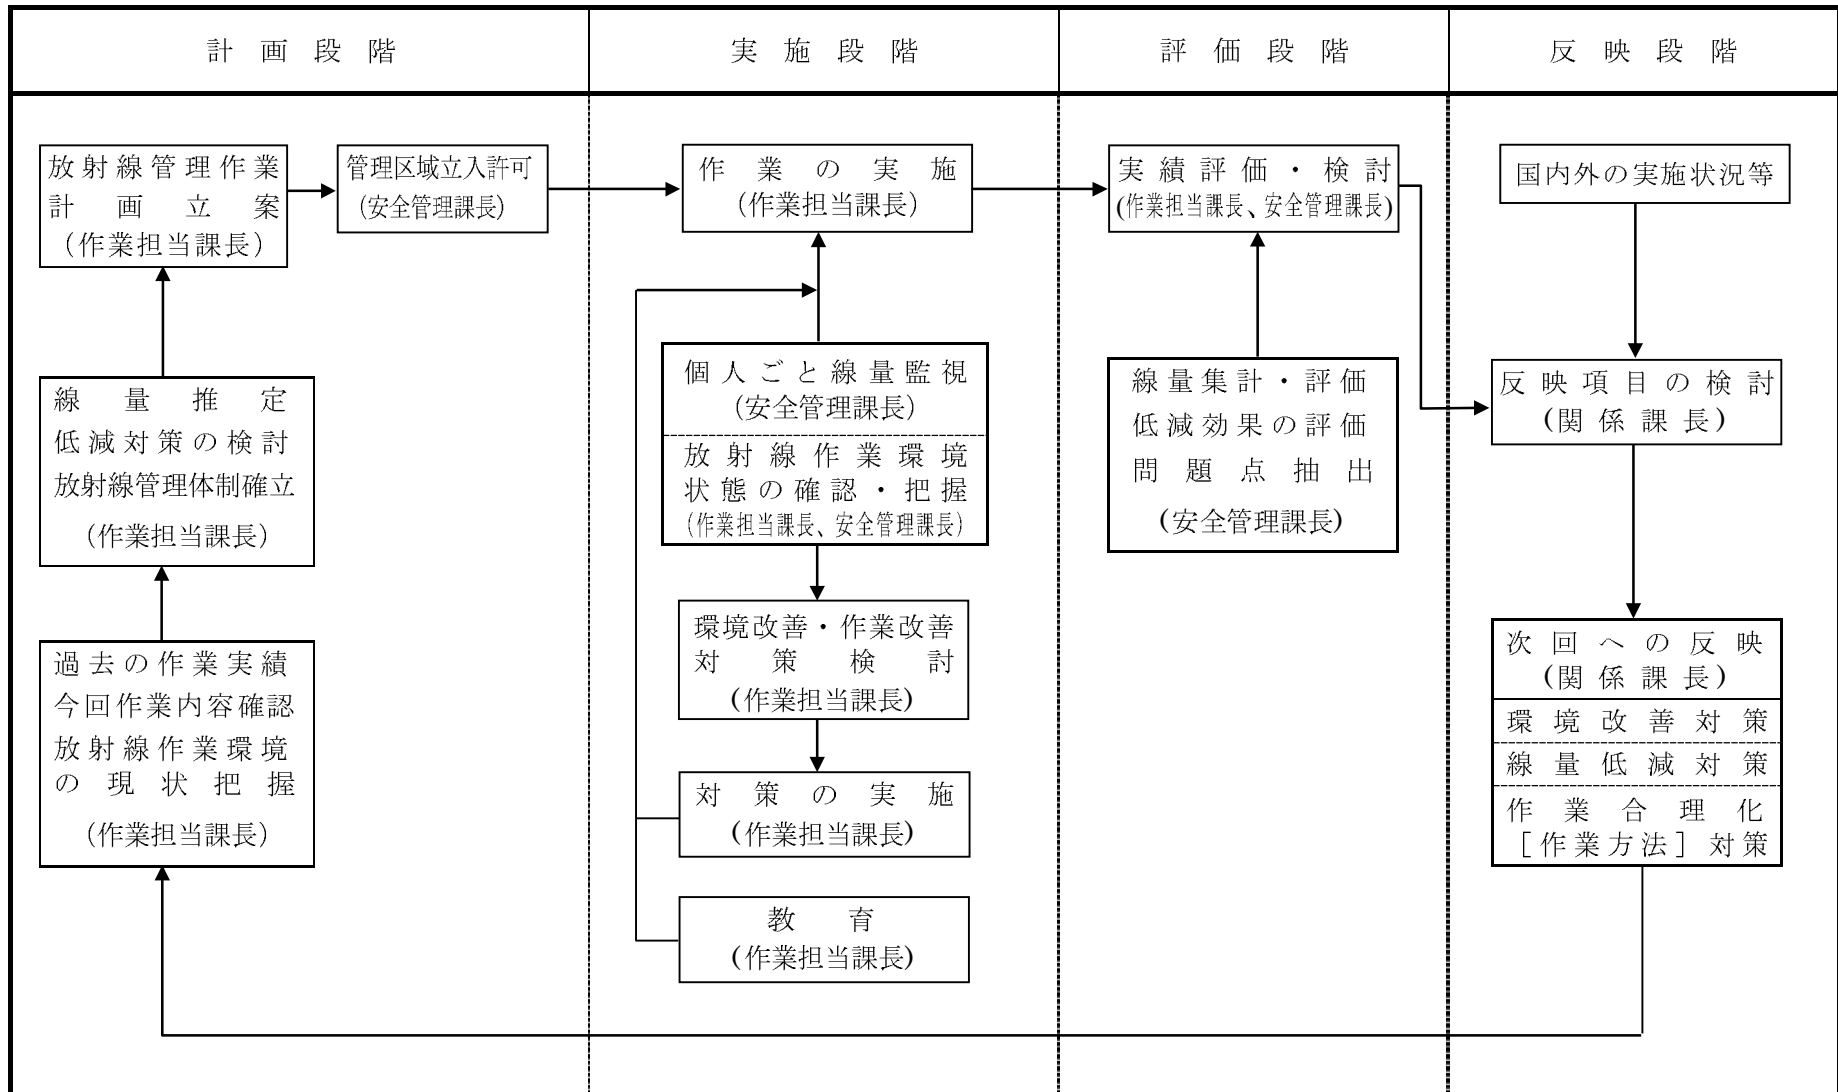 計画段階
実施段階
評価段階
反映段階
放射線管理作業
計画立案
(作業担当課長)
管理区域立入許可
(安全管理課長)
線量推定
低減対策の検討
放射線管理体制確立
(作業担当課長)
過去の作業実績
今回作業内容確認
放射線作業環境
の現状把握
(作業担当課長)
作業の実施
(作業担当課長)
個人ごと線量監視
(安全管理課長)
放射線作業環境
状態の確認・把握
(作業担当課長、安全管理課長)
環境改善・作業改善
対策検討
(作業担当課長)
対策の実施
(作業担当課長)
教育
(作業担当課長)
実績評価・検討
(作業担当課長、安全管理課長)
線量集計・評価
低減効果の評価
問題点抽出
(安全管理課長)
国内外の実施状況等
反映項目の検討
(関係課長)
次回への反映
(関係課長)
環境改善対策
線量低減対策
作業合理化
[作業方法]対策